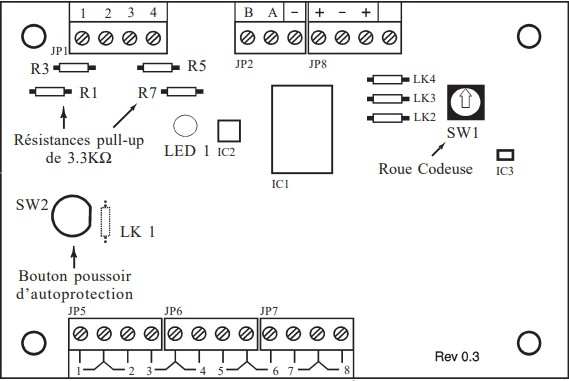 1 2 3 4
B A − + − +
JP1
JP2
JP8
R3
R5
R1
R7
LK4
LK3
LK2
Résistances pull-up
de 3.3KΩ
LED 1
IC2
IC1
SW1
Roue Codeuse
IC3
SW2
LK 1
Bouton poussoir
d'autoprotection
JP5
JP6
JP7
1 2 3 4 5 6 7 8
Rev 0.3